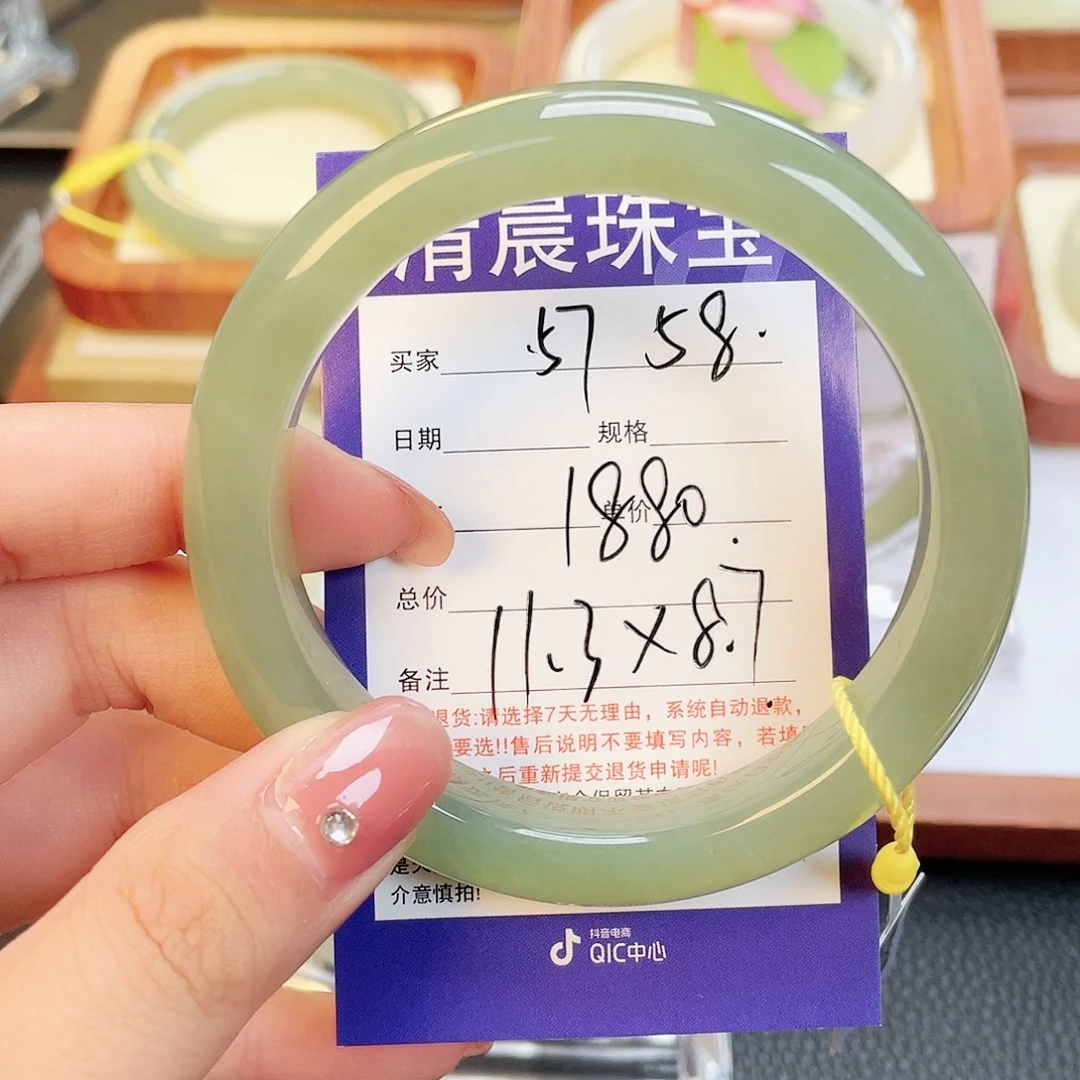 清晨珠宝
57 58.
买家
日期 规格
1880.
单价
总价
11.3×8.7
备注
退货:请选择7天无理由，系统自动退款，
要选!!售后说明不要填写内容，若填
之后重新提交退货申请呢!
介意慎拍!
抖音电商
QIC中心